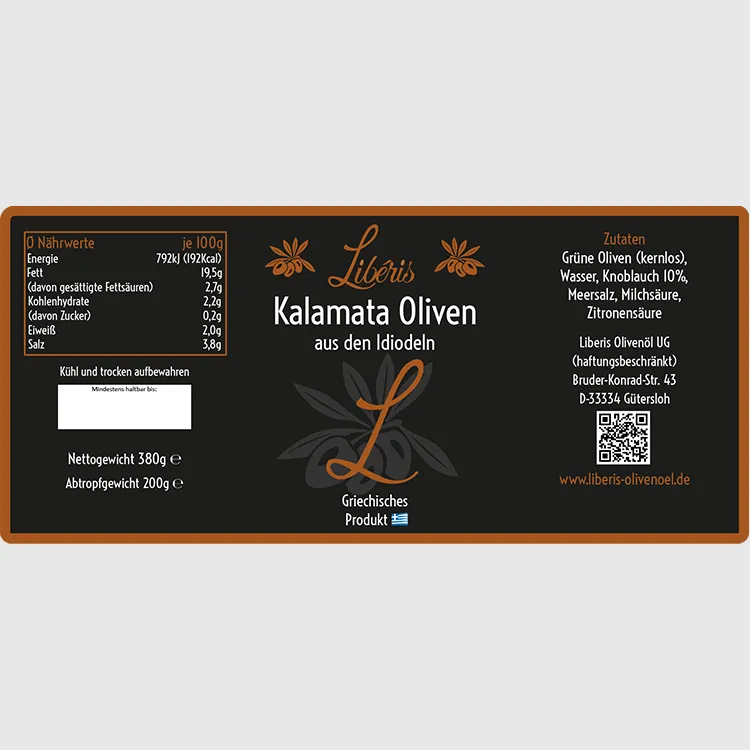 Ø Nährwerte je 100g
Energie 792kJ (192Kcal)
Fett 19,5g
(davon gesättigte Fettsäuren) 2,7g
Kohlenhydrate 2,2g
(davon Zucker) 0,2g
Eiweiß 2,0g
Salz 3,8g
Kühl und trocken aufbewahren
Mindestens haltbar bis:
Nettogewicht 380g ℮
Abtropfgewicht 200g ℮
Libéris
Kalamata Oliven
aus den Idiodeln
L
Griechisches
Produkt
Zutaten
Grüne Oliven (kernlos),
Wasser, Knoblauch 10%,
Meersalz, Milchsäure,
Zitronensäure
Liberis Olivenöl UG
(haftungsbeschränkt)
Bruder-Konrad-Str. 43
D-33334 Gütersloh
www.liberis-olivenoel.de